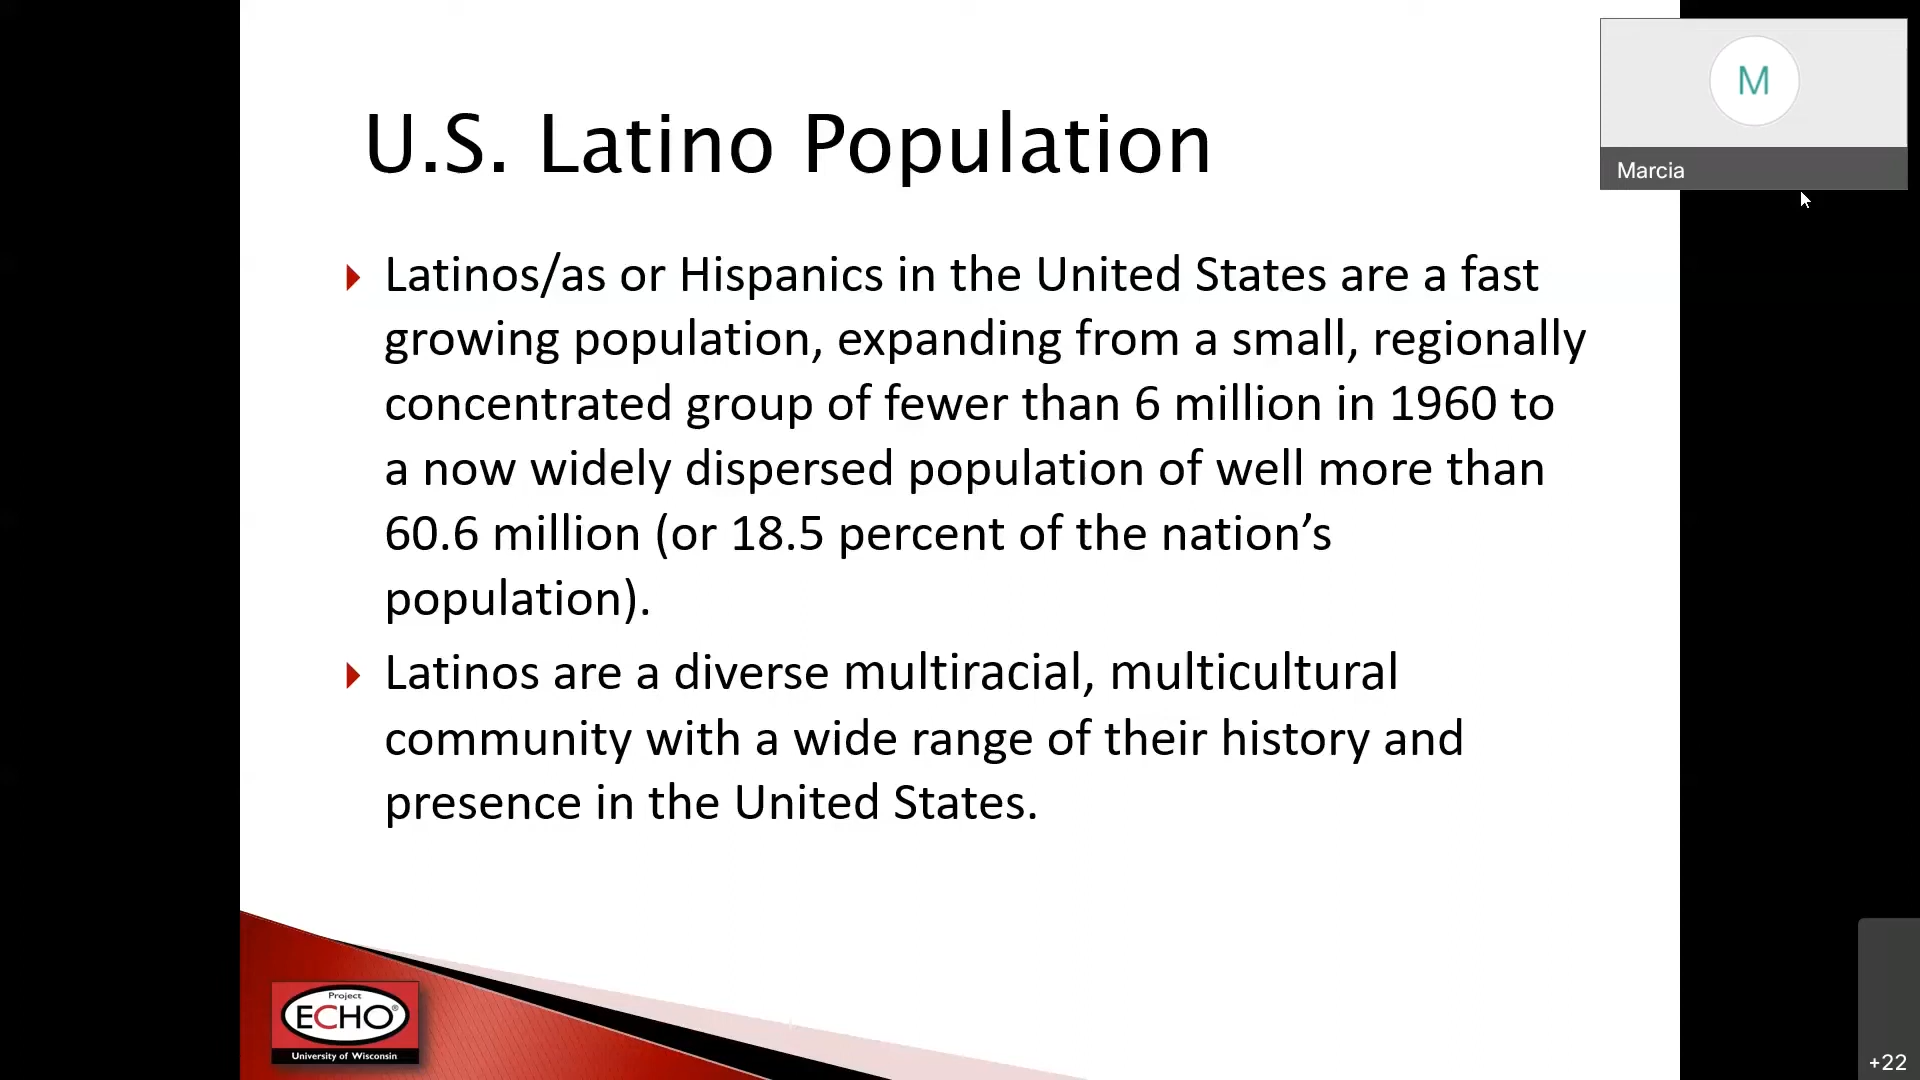 M
Marcia
U.S. Latino Population
Latinos/as or Hispanics in the United States are a fast
growing population, expanding from a small, regionally
concentrated group of fewer than 6 million in 1960 to
a now widely dispersed population of well more than
60.6 million (or 18.5 percent of the nation’s
population).
Latinos are a diverse multiracial, multicultural
community with a wide range of their history and
presence in the United States.
Project
ECHO®
University of Wisconsin
+22